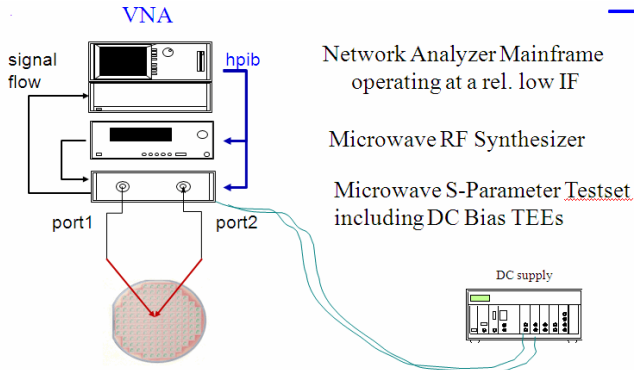 VNA
signal
flow
hpib
Network Analyzer Mainframe
operating at a rel. low IF
Microwave RF Synthesizer
Microwave S-Parameter Testset
including DC Bias TEEs
port1
port2
DC supply